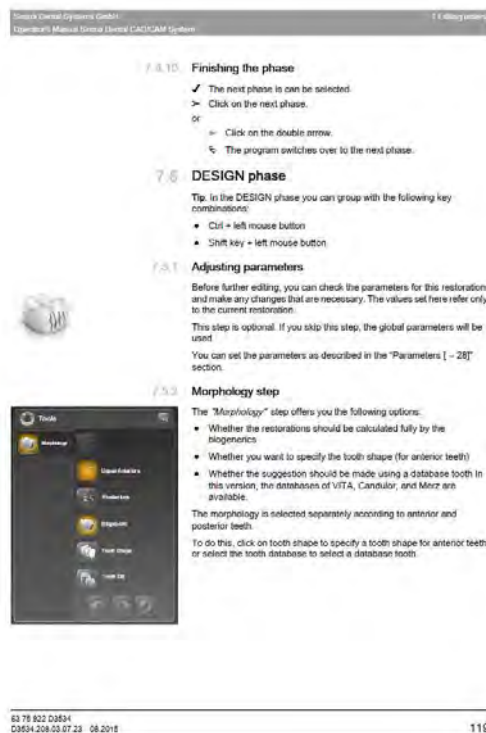 Sirona Dental Systems GmbH
Operator's Manual Sirona Dental CAD/CAM System
7.4.10 Finishing the phase
✔ The next phase is can be selected.
➢ Click on the next phase.
or
➢ Click on the double arrow.
The program switches over to the next phase.
DESIGN phase
Tip: In the DESIGN phase you can group with the following key
combinations:
• Ctrl + left mouse button
• Shift key + left mouse button
7.5.1 Adjusting parameters
Before further editing, you can check the parameters for this restoration
and make any changes that are necessary. The values set here refer only
to the current restoration.
This step is optional. If you skip this step, the global parameters will be
used.
You can set the parameters as described in the "Parameters [→ 28]"
section.
7.5.2 Morphology step
The "Morphology" step offers you the following options:
• Whether the restorations should be calculated fully by the
biogenerics
• Whether you want to specify the tooth shape (for anterior teeth)
• Whether the suggestion should be made using a database tooth In
this version, the databases of VITA, Candulor, and Merz are
available.
The morphology is selected separately according to anterior and
posterior teeth.
To do this, click on tooth shape to specify a tooth shape for anterior teeth
or select the tooth database to select a database tooth.
Tools
Morphology
Tooth Shape
63 75 922 D3534
D3534.208.03.07.23 08.2015
119